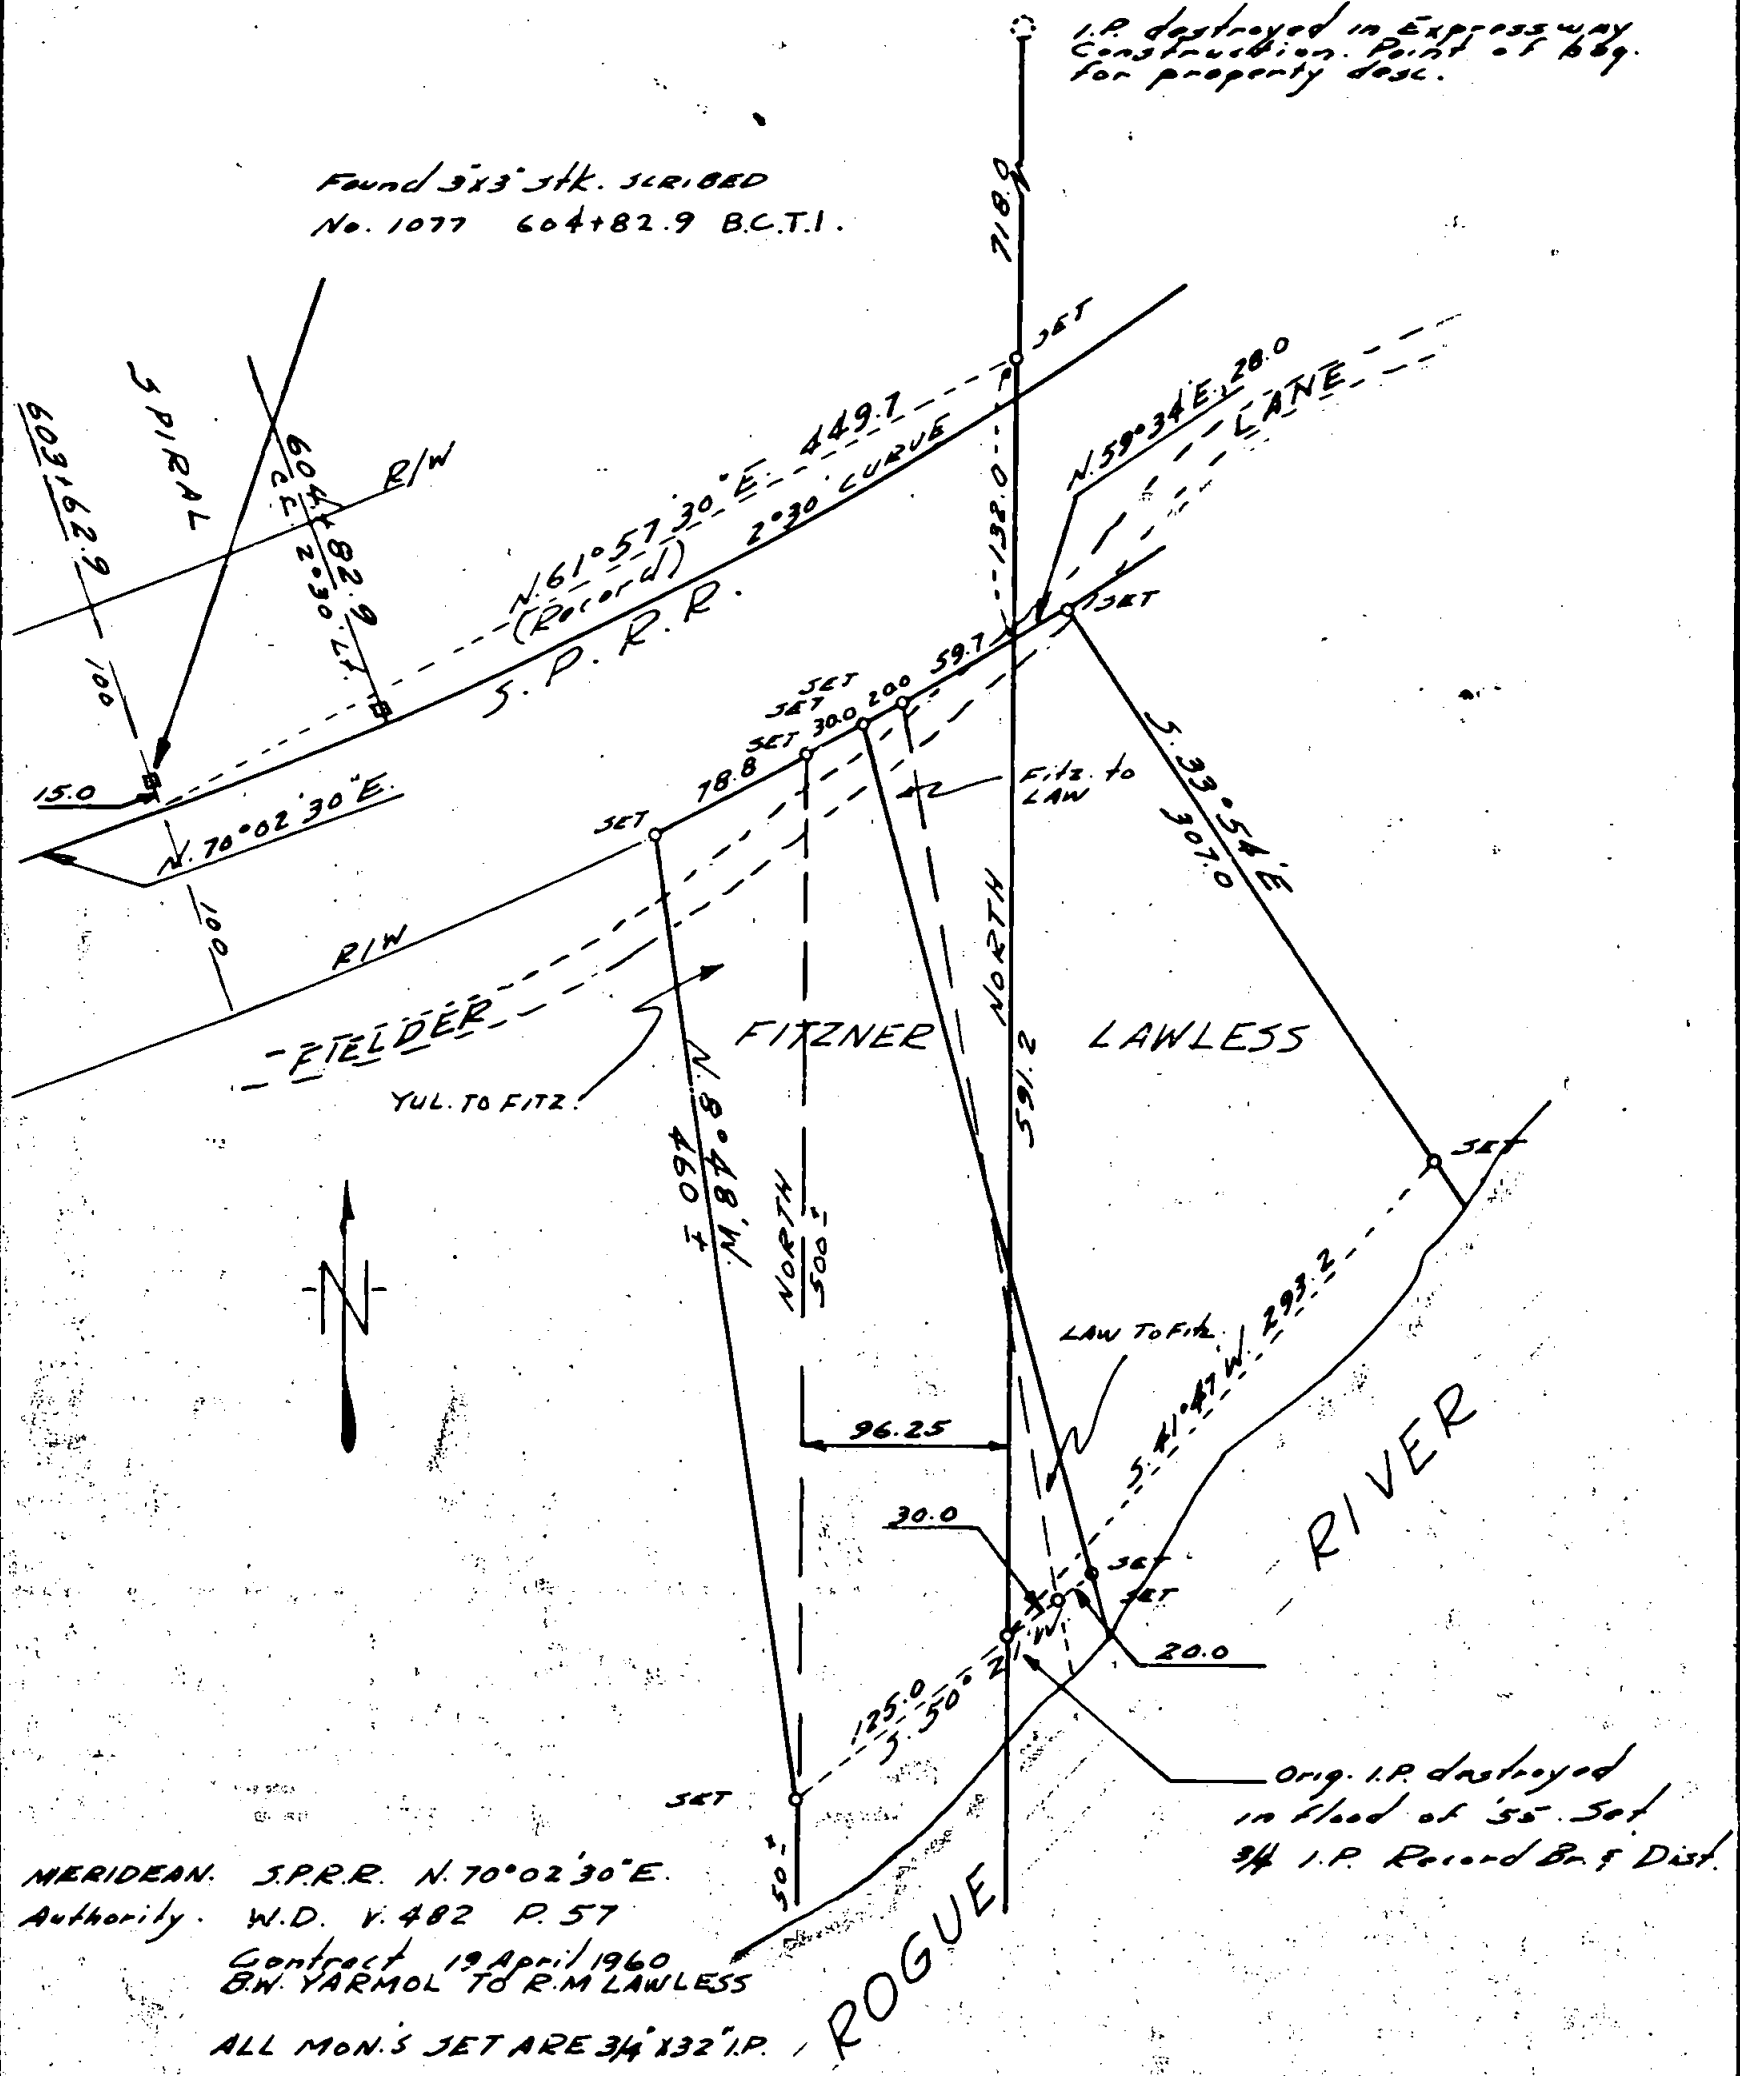 I.P. destroyed in Expressway
Construction. Point of beg.
for property desc.
Found 3"x3" stk. SCRIBED
No. 1077 604+82.9 B.C.T.I.
718.0
SET
SPIRAL
603+62.9
604+82.9
2°30' Lt.
R/W
449.7
N. 61°57'30"E.
(Record)
2°30' CURVE
S. P. R. R.
138.0
N. 59°34'E. 28.0
LANE
SET
59.7
20.0
SET
30.0
SET
SET
78.8
SET
100
15.0
N. 70°02'30"E.
100
R/W
Fitz. to
LAW
S. 33°54'E
307.0
NORTH
591.2
FIELDER
FITZNER
LAWLESS
YUL. TO FITZ.
N. 8°48'W.
460 ±
NORTH
500 ±
SET
LAW TO Fitz.
S. 41°47'W. 293.2
96.25
30.0
SET
SET
20.0
125.0
S. 50° 21'W
RIVER
SET
50 ±
Orig. I.P. destroyed
in flood of '55. Set
3/4 I.P. Record Br. & Dist.
MERIDEAN. S.P.R.R. N. 70°02'30"E.
Authority. W.D. V. 482 P. 57
Contract 19 April 1960
B.W. YARMOL TO R.M LAWLESS
ROGUE
ALL MON.'S SET ARE 3/4"X32" I.P.